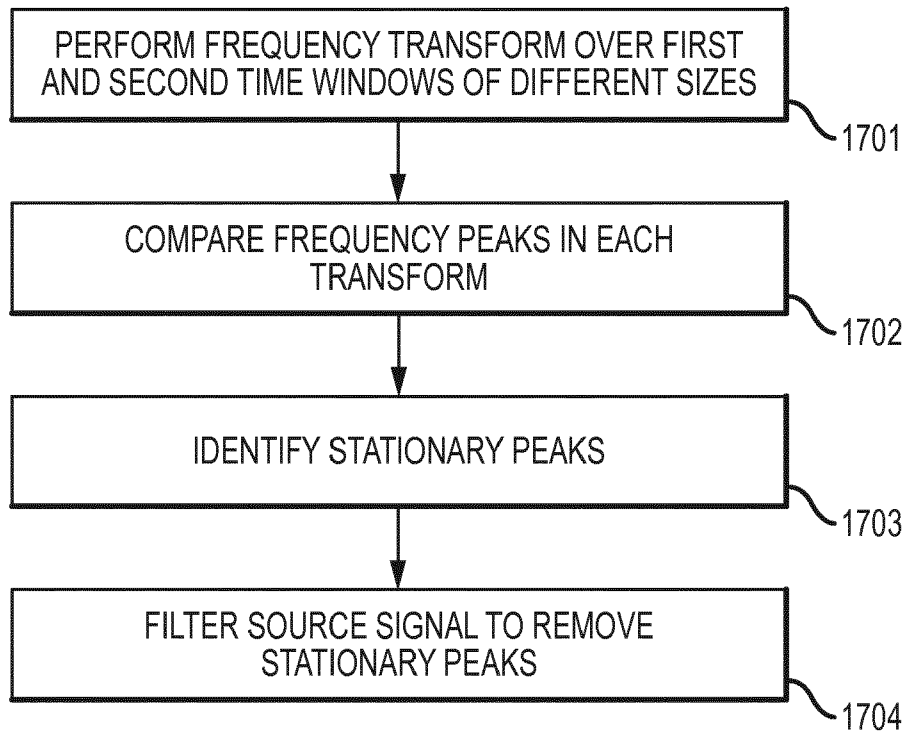 PERFORM FREQUENCY TRANSFORM OVER FIRST
AND SECOND TIME WINDOWS OF DIFFERENT SIZES
1701
COMPARE FREQUENCY PEAKS IN EACH
TRANSFORM
1702
IDENTIFY STATIONARY PEAKS
1703
FILTER SOURCE SIGNAL TO REMOVE
STATIONARY PEAKS
1704